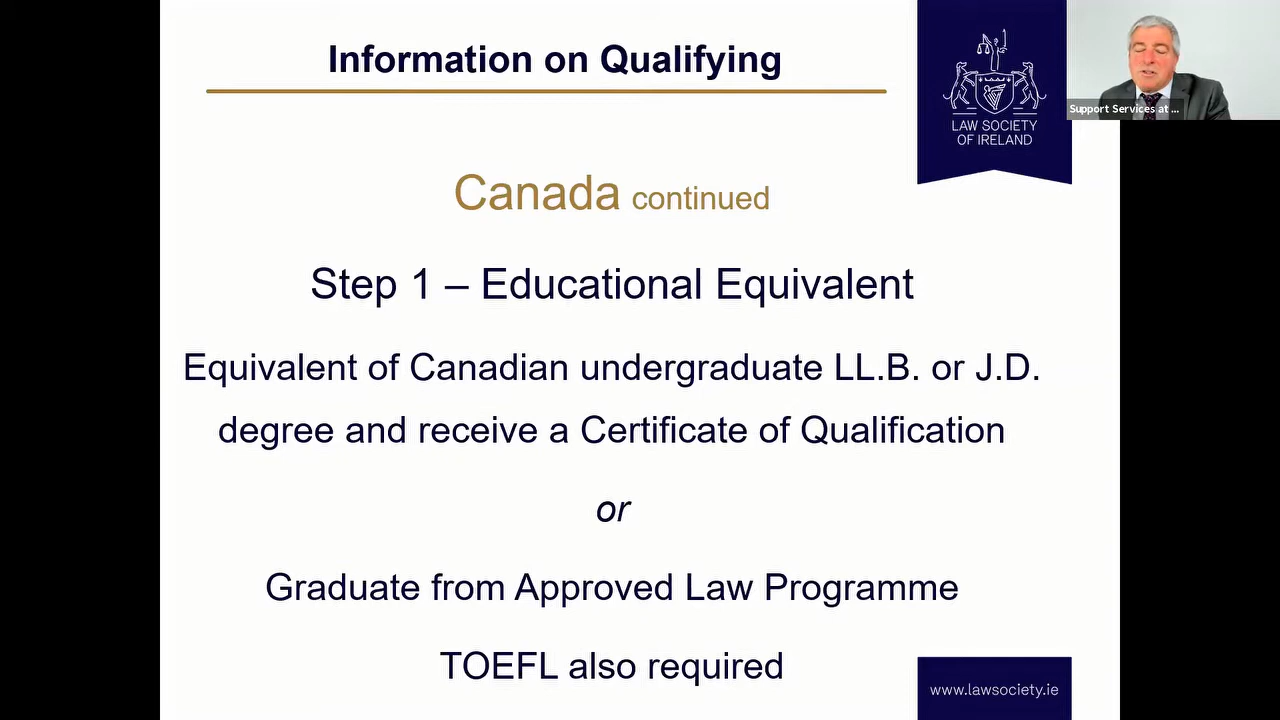 Information on Qualifying
LAW SOCIETY
OF IRELAND
Support Services at ...
Canada continued
Step 1 – Educational Equivalent
Equivalent of Canadian undergraduate LL.B. or J.D.
degree and receive a Certificate of Qualification
or
Graduate from Approved Law Programme
TOEFL also required
www.lawsociety.ie